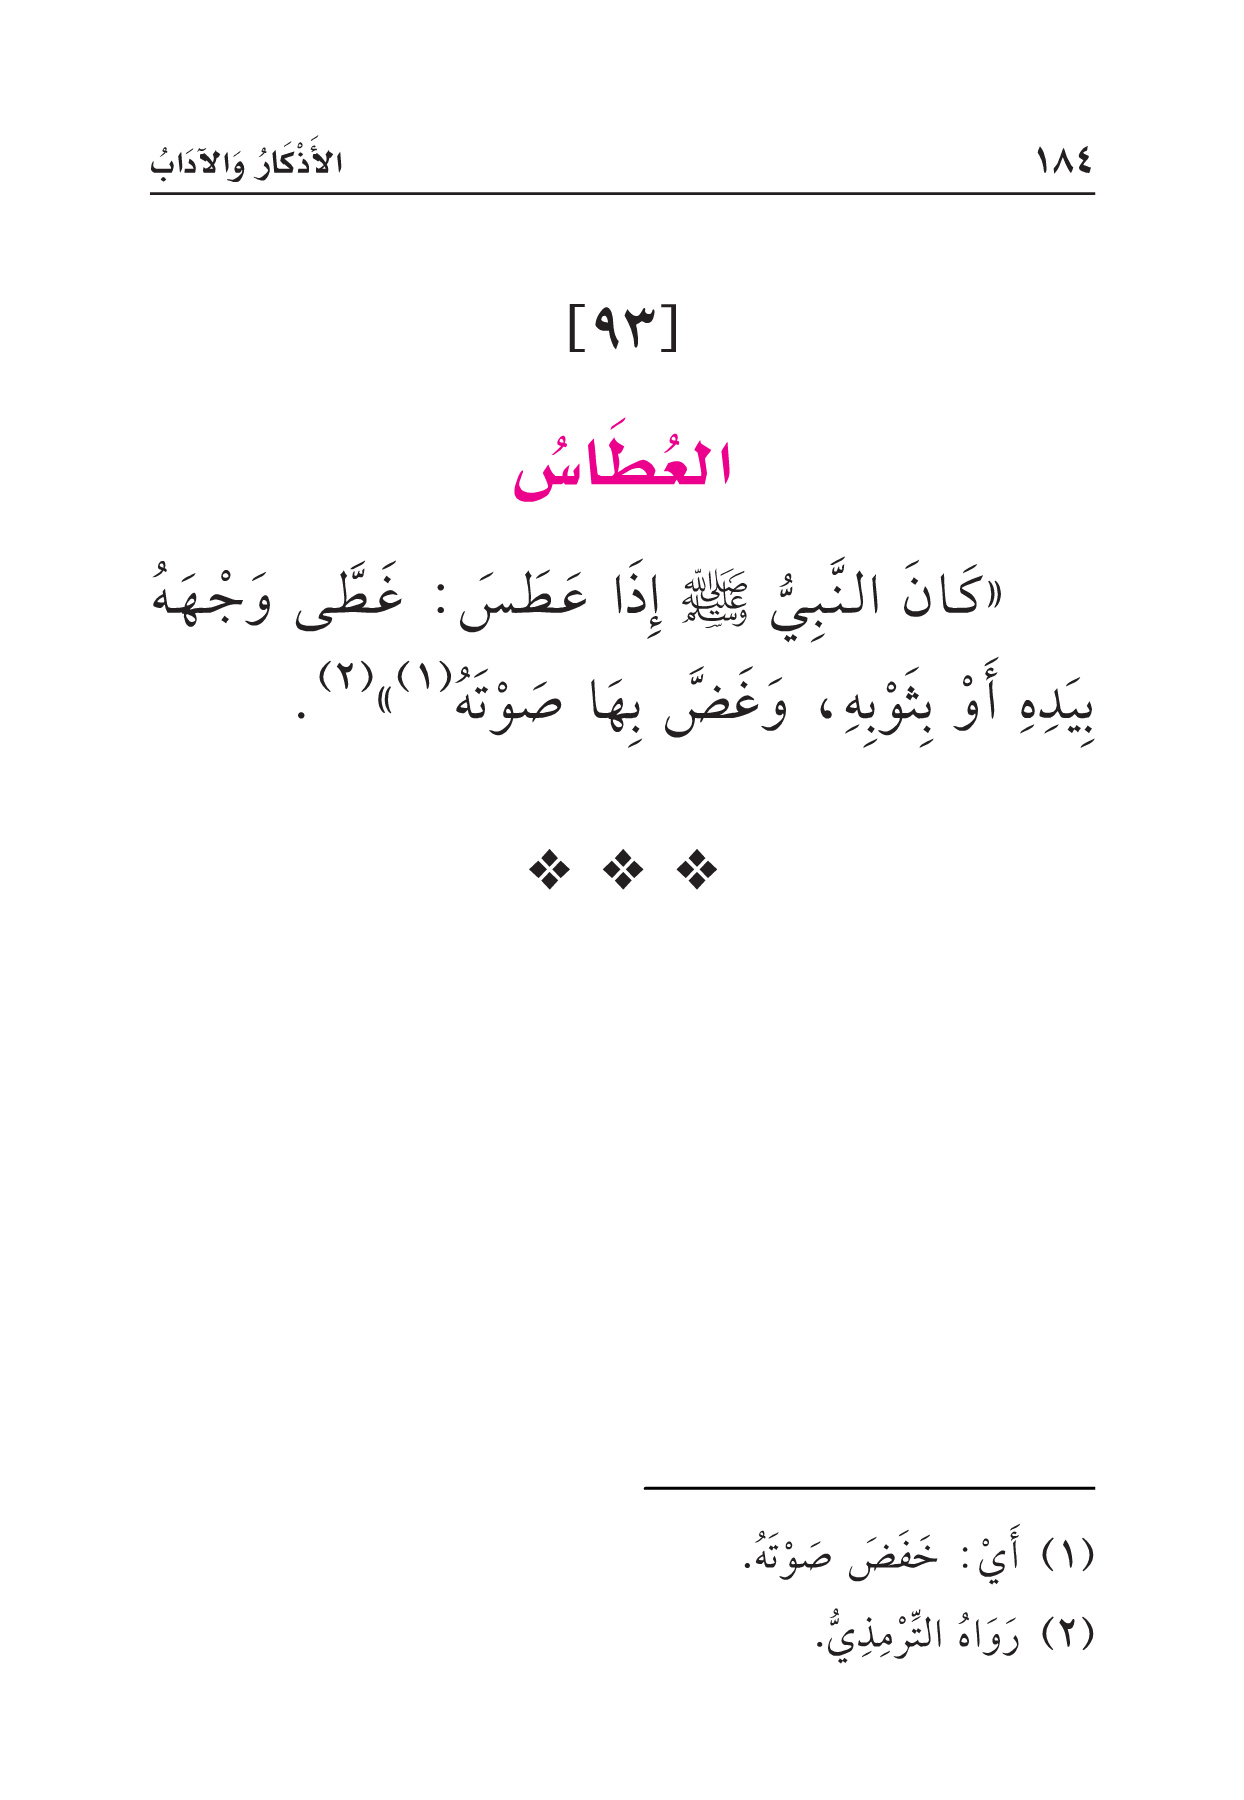 ١٨٤ الأَذْكَارُ وَالآدَابُ
[٩٣]
العُطَاسُ
«كَانَ النَّبِيُّ ﷺ إِذَا عَطَسَ: غَطَّى وَجْهَهُ
بِيَدِهِ أَوْ بِثَوْبِهِ، وَغَضَّ بِهَا صَوْتَهُ(١)»(٢).
❖ ❖ ❖
(١) أَيْ: خَفَضَ صَوْتَهُ.
(٢) رَوَاهُ التِّرْمِذِيُّ.